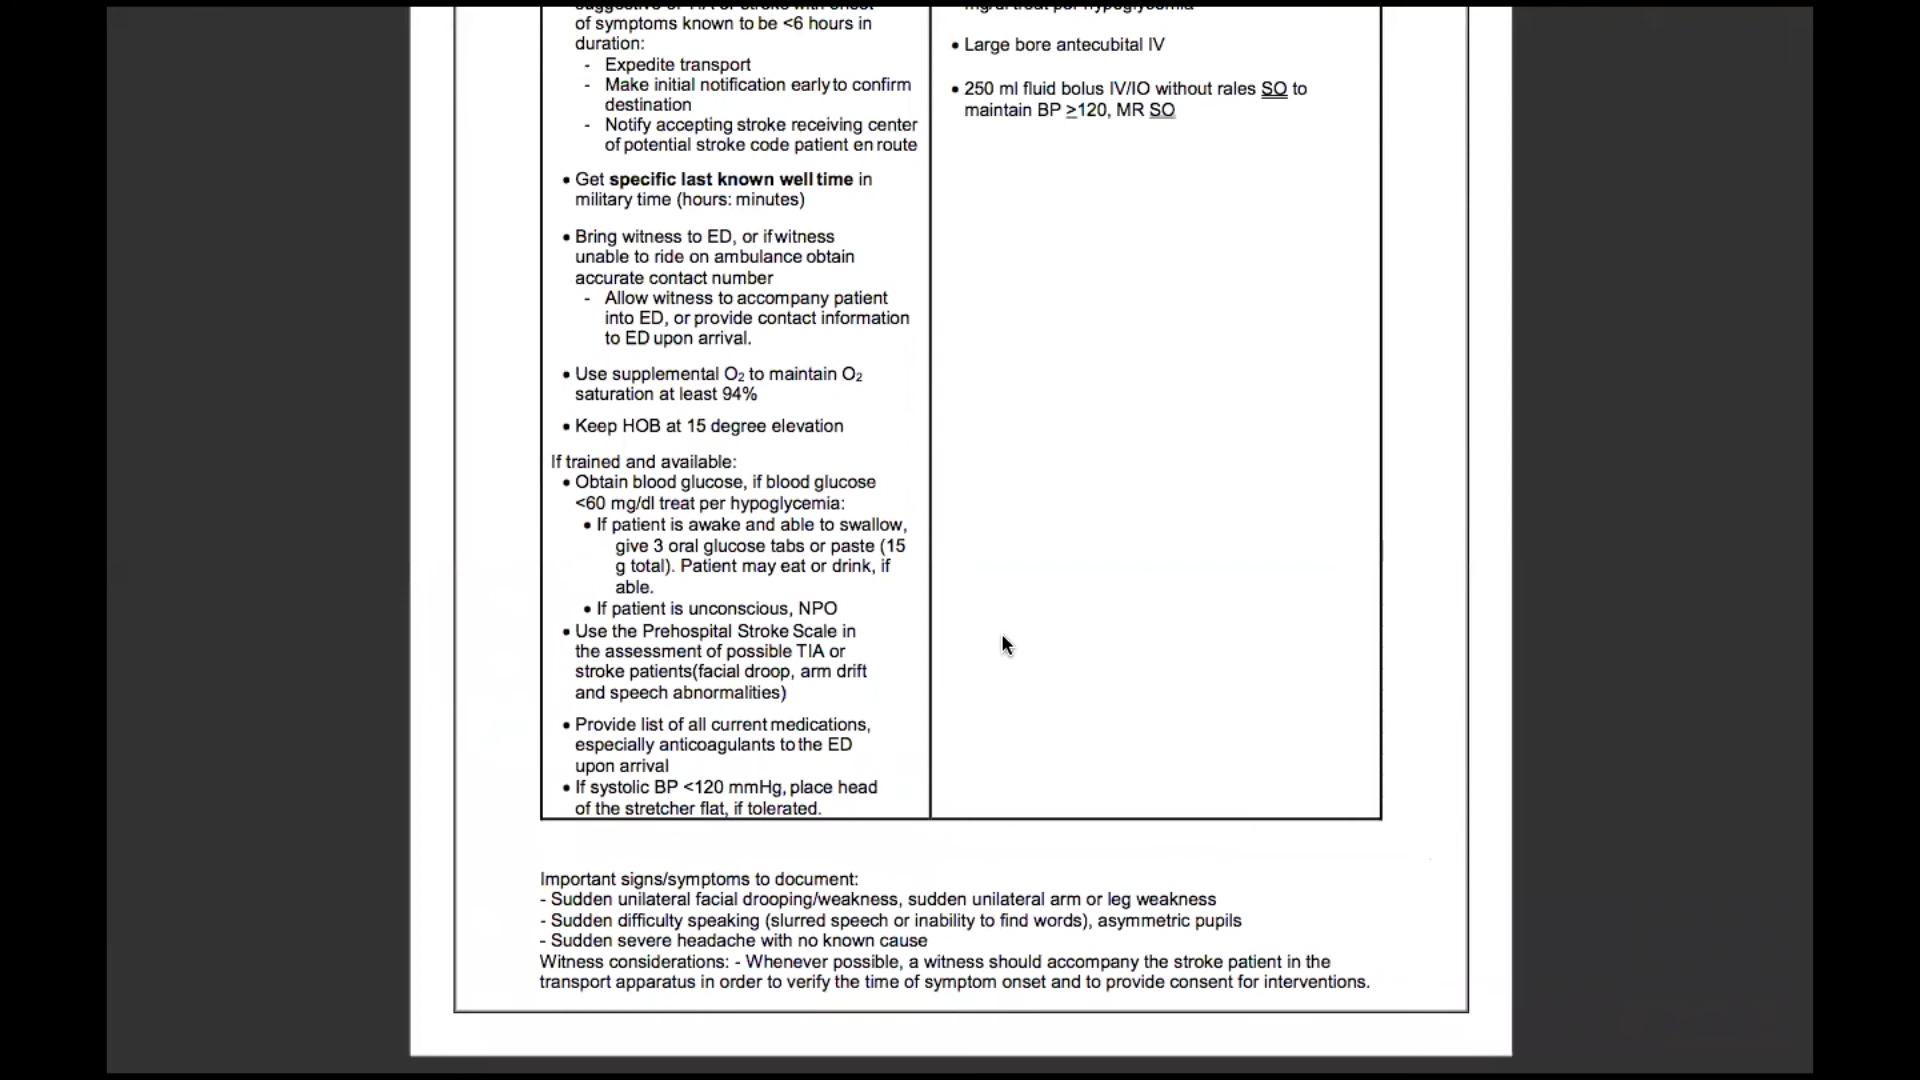 suggestive of TIA or stroke with onset
of symptoms known to be <6 hours in
duration:
- Expedite transport
- Make initial notification early to confirm
destination
- Notify accepting stroke receiving center
of potential stroke code patient en route
• Get specific last known well time in
military time (hours: minutes)
• Bring witness to ED, or if witness
unable to ride on ambulance obtain
accurate contact number
- Allow witness to accompany patient
into ED, or provide contact information
to ED upon arrival.
• Use supplemental O₂ to maintain O₂
saturation at least 94%
• Keep HOB at 15 degree elevation
If trained and available:
• Obtain blood glucose, if blood glucose
<60 mg/dl treat per hypoglycemia:
• If patient is awake and able to swallow,
give 3 oral glucose tabs or paste (15
g total). Patient may eat or drink, if
able.
• If patient is unconscious, NPO
• Use the Prehospital Stroke Scale in
the assessment of possible TIA or
stroke patients(facial droop, arm drift
and speech abnormalities)
• Provide list of all current medications,
especially anticoagulants to the ED
upon arrival
• If systolic BP <120 mmHg, place head
of the stretcher flat, if tolerated.
mg/dl treat per hypoglycemia
• Large bore antecubital IV
• 250 ml fluid bolus IV/IO without rales SO to
maintain BP ≥120, MR SO
Important signs/symptoms to document:
- Sudden unilateral facial drooping/weakness, sudden unilateral arm or leg weakness
- Sudden difficulty speaking (slurred speech or inability to find words), asymmetric pupils
- Sudden severe headache with no known cause
Witness considerations: - Whenever possible, a witness should accompany the stroke patient in the
transport apparatus in order to verify the time of symptom onset and to provide consent for interventions.